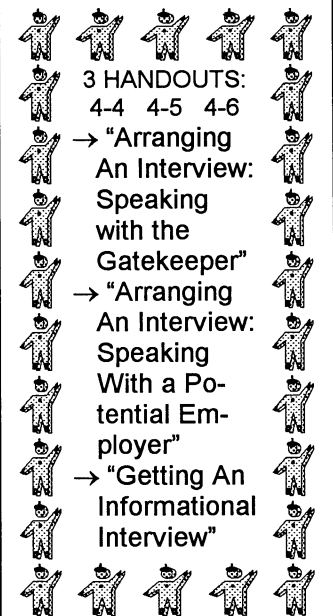 3 HANDOUTS:
4-4 4-5 4-6
→ “Arranging
An Interview:
Speaking
with the
Gatekeeper”
→ “Arranging
An Interview:
Speaking
With a Po-
tential Em-
ployer”
→ “Getting An
Informational
Interview”